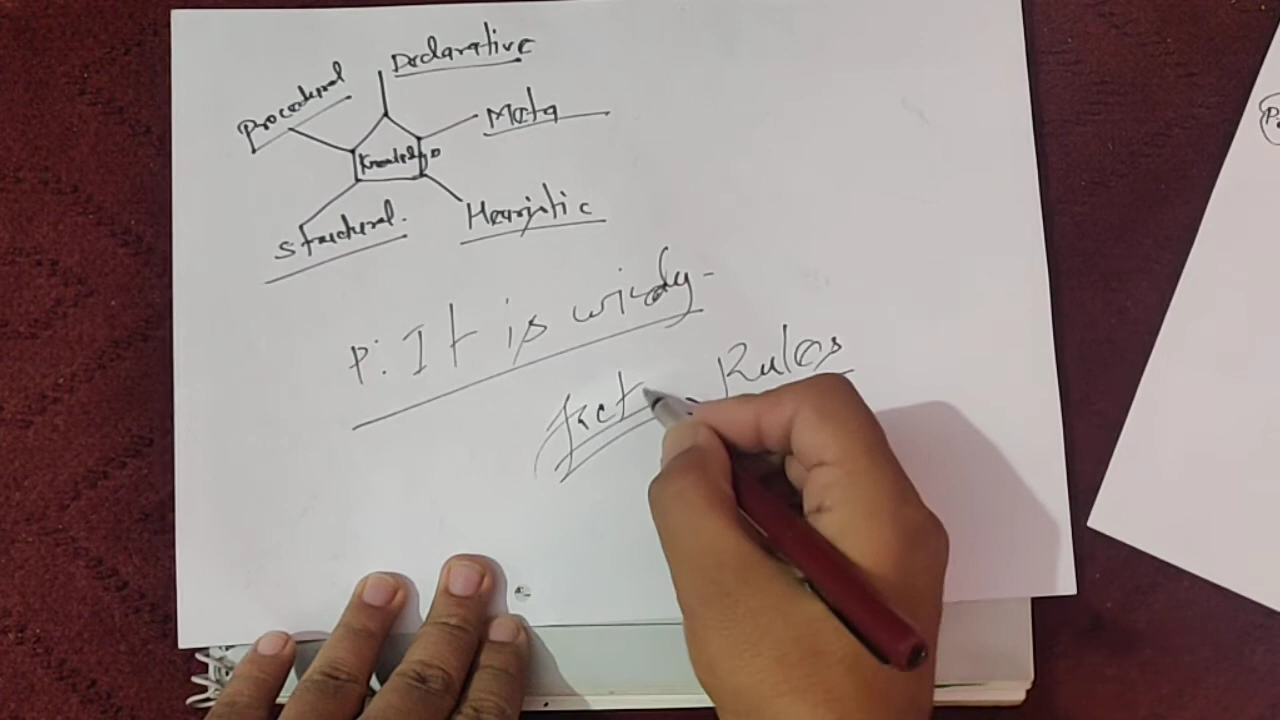 Declarative
Procedural
Meta
Knowledge
Heuristic
Structural.
P: It is windy-
Rules
fact